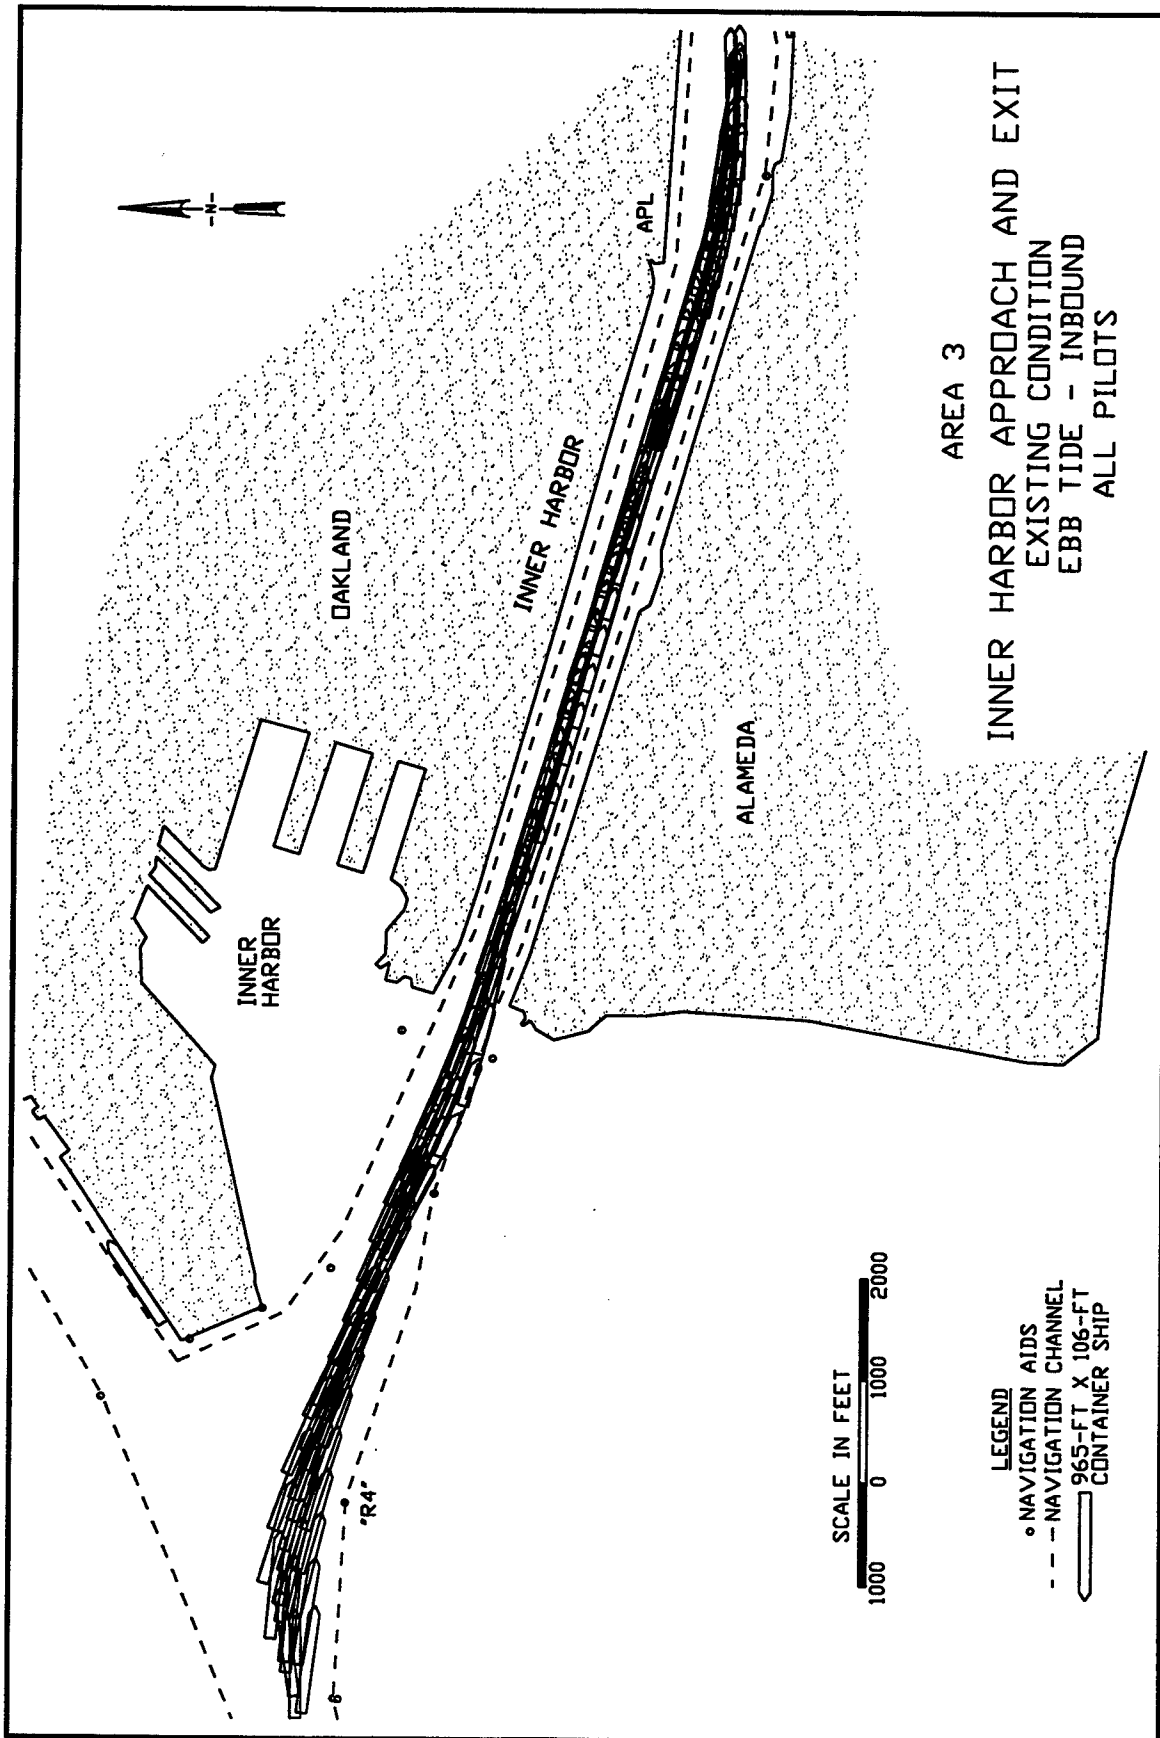 -N-
OAKLAND
INNER
HARBOR
INNER HARBOR
APL
ALAMEDA
"R4"
AREA 3
INNER HARBOR APPROACH AND EXIT
EXISTING CONDITION
EBB TIDE - INBOUND
ALL PILOTS
SCALE IN FEET
1000 0 1000 2000
LEGEND
NAVIGATION AIDS
NAVIGATION CHANNEL
965-FT X 106-FT
CONTAINER SHIP